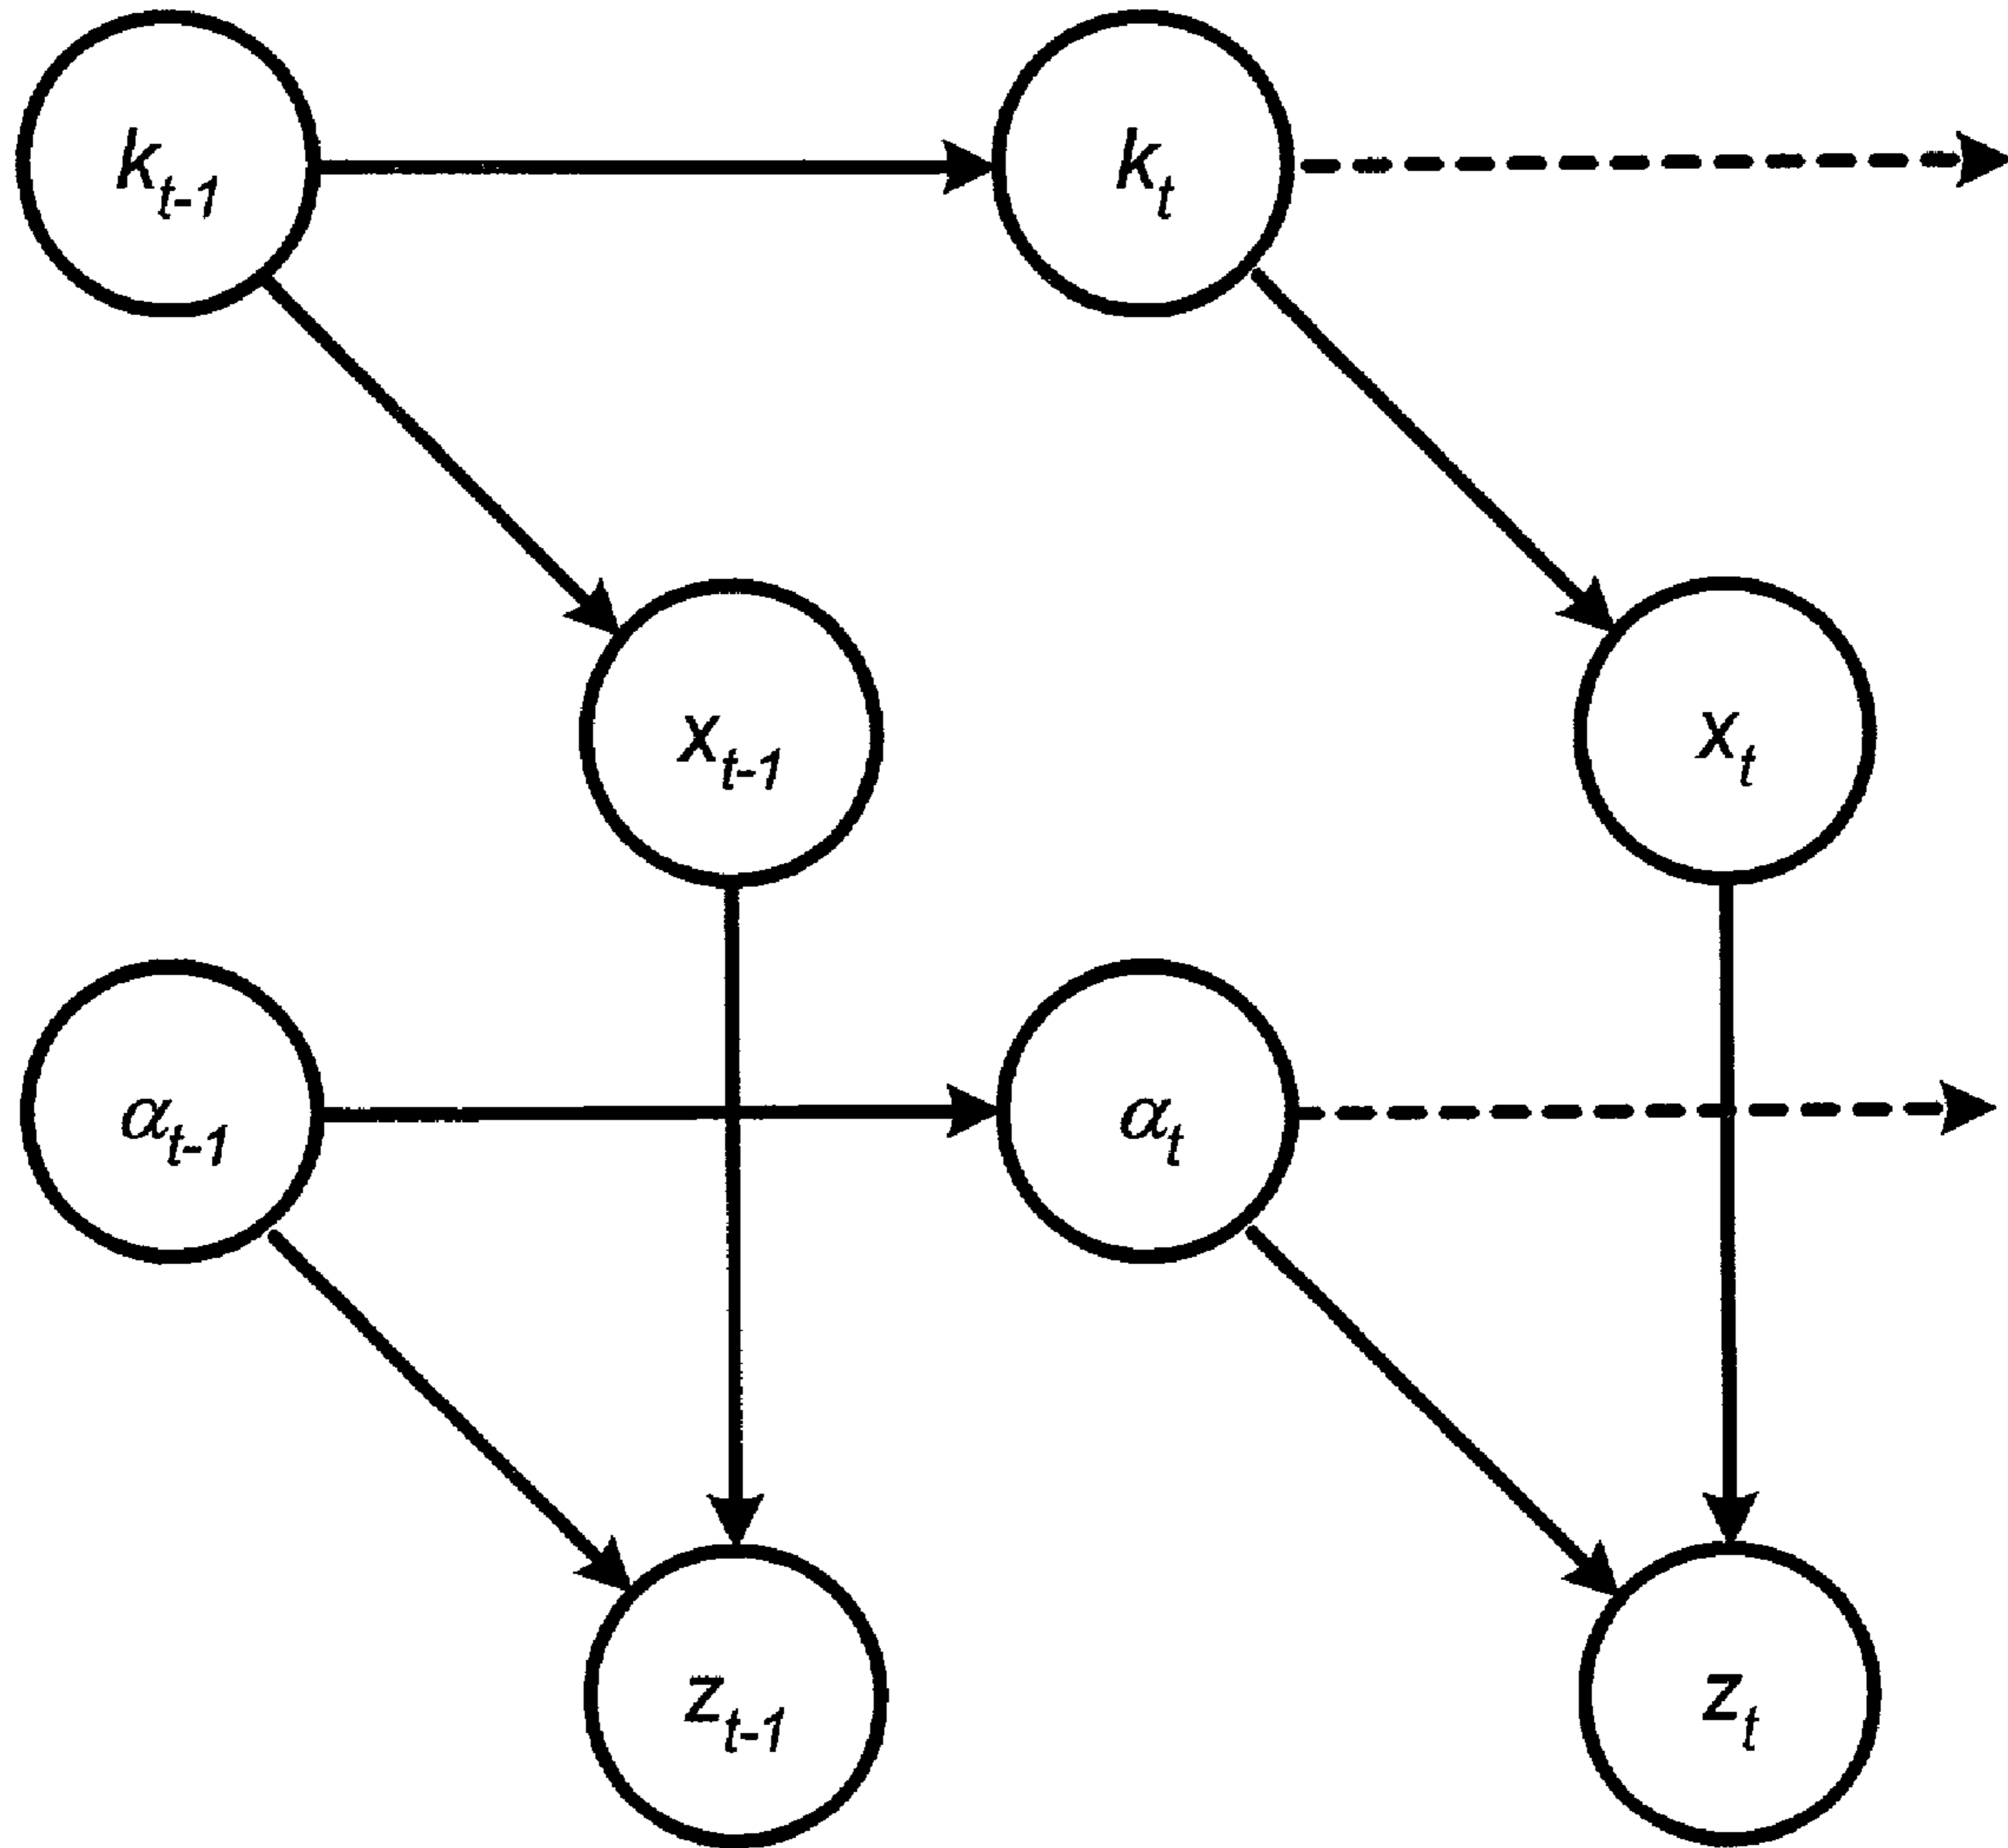 k_{t-1} k_t
x_{t-1} x_t
α_{t-1} α_t
z_{t-1} z_t